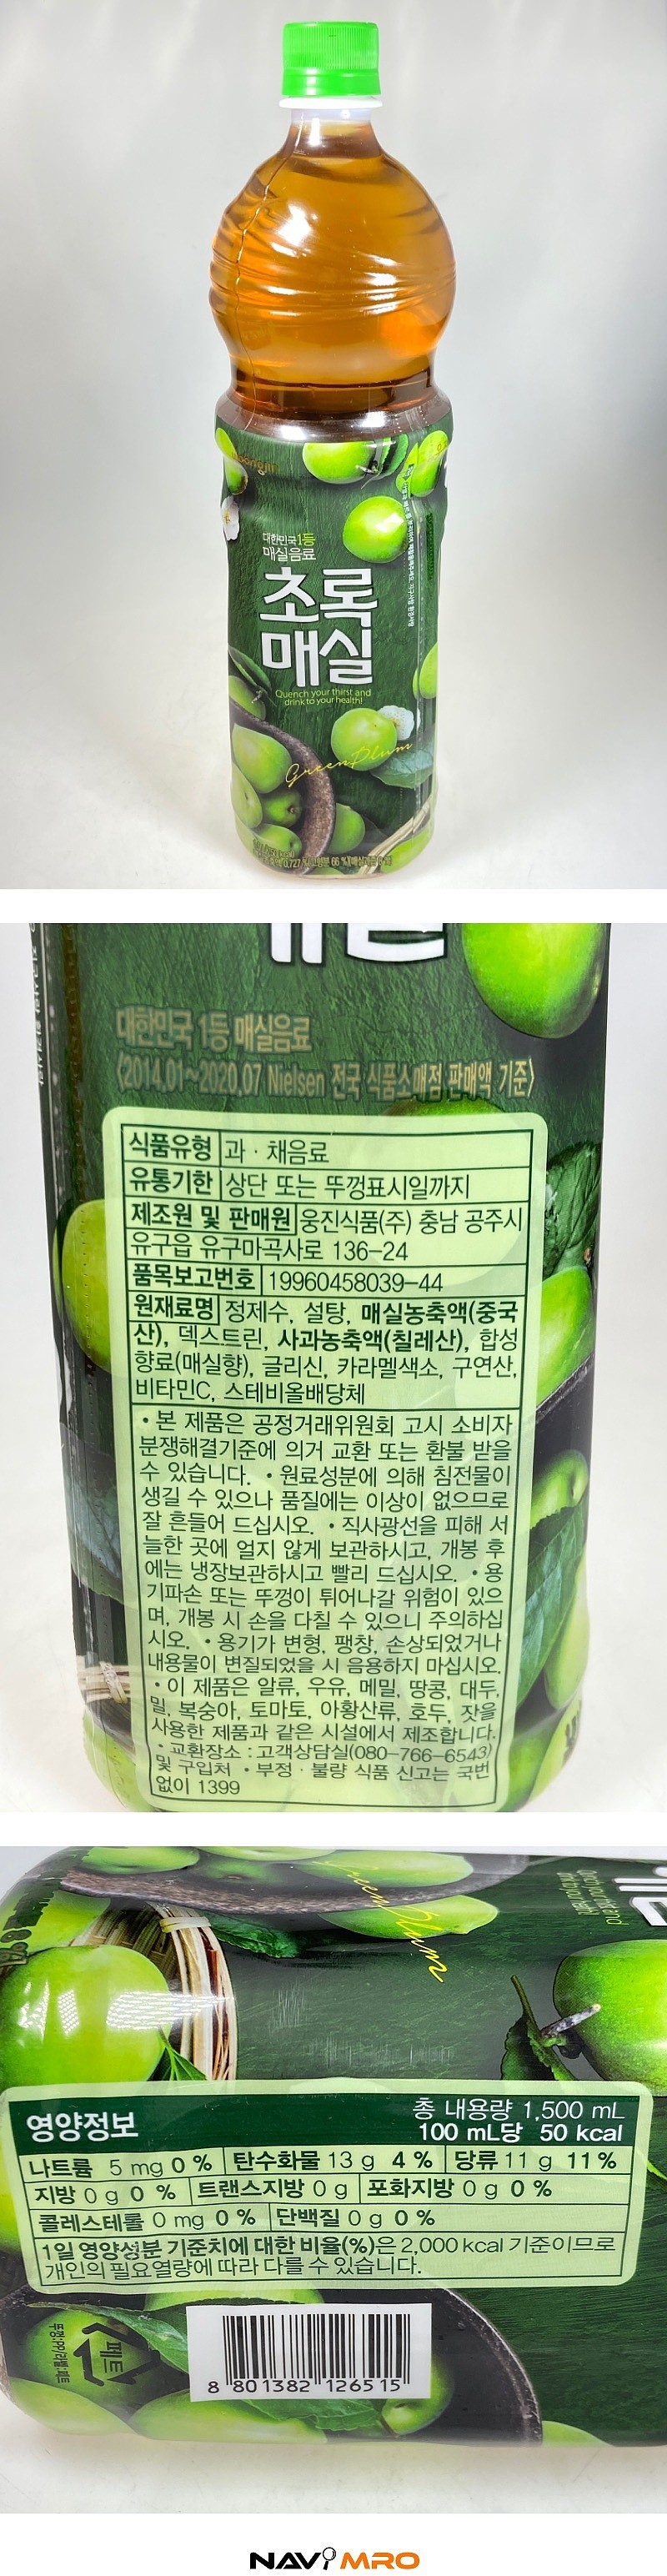 woongjin
대한민국 1등
매실음료
초록
매실
Quench your thirst and
drink to your health!
GreenPlum
대한민국 1등 매실음료
(2014.01~2020.07 Nielsen 전국 식품소매점 판매액 기준)
식품유형 과 · 채음료
유통기한 상단 또는 뚜껑표시일까지
제조원 및 판매원 웅진식품(주) 충남 공주시
유구읍 유구마곡사로 136-24
품목보고번호 19960458039-44
원재료명 정제수, 설탕, 매실농축액(중국
산), 덱스트린, 사과농축액(칠레산), 합성
향료(매실향), 글리신, 카라멜색소, 구연산,
비타민C, 스테비올배당체
• 본 제품은 공정거래위원회 고시 소비자
분쟁해결기준에 의거 교환 또는 환불 받을
수 있습니다. • 원료성분에 의해 침전물이
생길 수 있으나 품질에는 이상이 없으므로
잘 흔들어 드십시오. • 직사광선을 피해 서
늘한 곳에 얼지 않게 보관하시고, 개봉 후
에는 냉장보관하시고 빨리 드십시오. • 용
기파손 또는 뚜껑이 튀어나갈 위험이 있으
며, 개봉 시 손을 다칠 수 있으니 주의하십
시오. • 용기가 변형, 팽창, 손상되었거나
내용물이 변질되었을 시 음용하지 마십시오.
• 이 제품은 알류, 우유, 메밀, 땅콩, 대두,
밀, 복숭아, 토마토, 아황산류, 호두, 잣을
사용한 제품과 같은 시설에서 제조합니다.
• 교환장소 : 고객상담실(080-766-6543)
및 구입처 • 부정 · 불량 식품 신고는 국번
없이 1399
Green Plum
영양정보
총 내용량 1,500 mL
100 mL당 50 kcal
나트륨 5 mg 0 % 탄수화물 13 g 4 % 당류 11 g 11 %
지방 0 g 0 % 트랜스지방 0 g 포화지방 0 g 0 %
콜레스테롤 0 mg 0 % 단백질 0 g 0 %
1일 영양성분 기준치에 대한 비율(%)은 2,000 kcal 기준이므로
개인의 필요열량에 따라 다를 수 있습니다.
페트
뚜껑:PP/라벨:페트
8 801382 126515
NAVIMRO